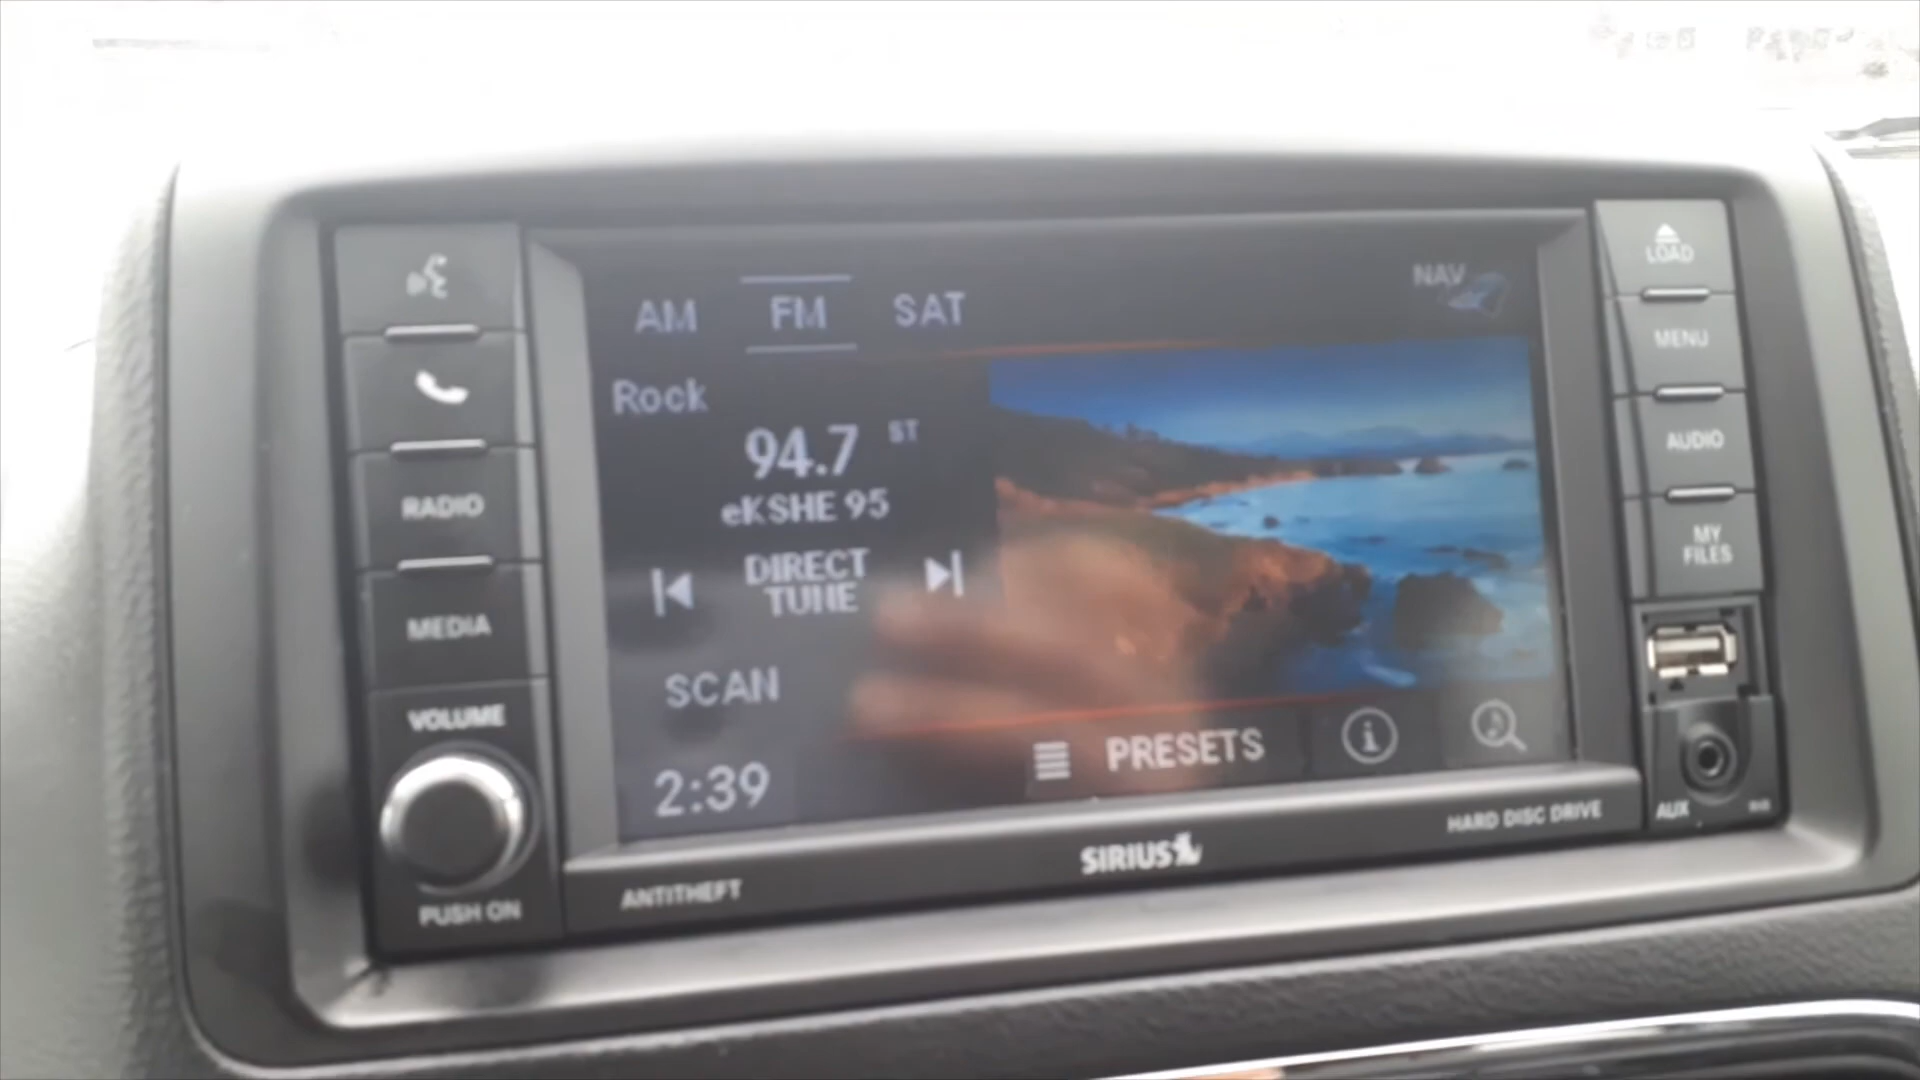 AM FM SAT
NAV
Rock
94.7 ST
eKSHE 95
DIRECT
TUNE
SCAN
2:39
PRESETS
i
RADIO
MEDIA
VOLUME
PUSH ON
LOAD
MENU
AUDIO
MY
FILES
AUX
ANTITHEFT
SIRIUS
HARD DISC DRIVE